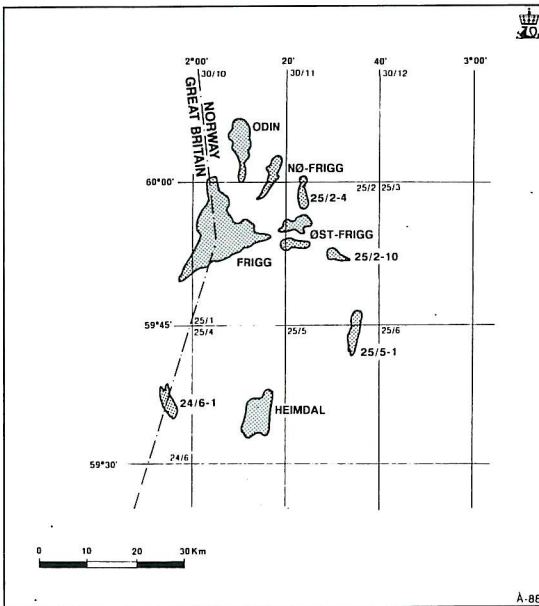 2°00' 20' 40' 3°00'
30/10 30/11 30/12
NORWAY
GREAT BRITAIN
ODIN
NØ-FRIGG
60°00' 25/2 25/3
25/2-4
ØST-FRIGG
FRIGG 25/2-10
59°45' 25/1
25/4 25/5 25/6
25/5-1
24/6-1
HEIMDAL
59°30' 24/6
0 10 20 30 Km
A-88